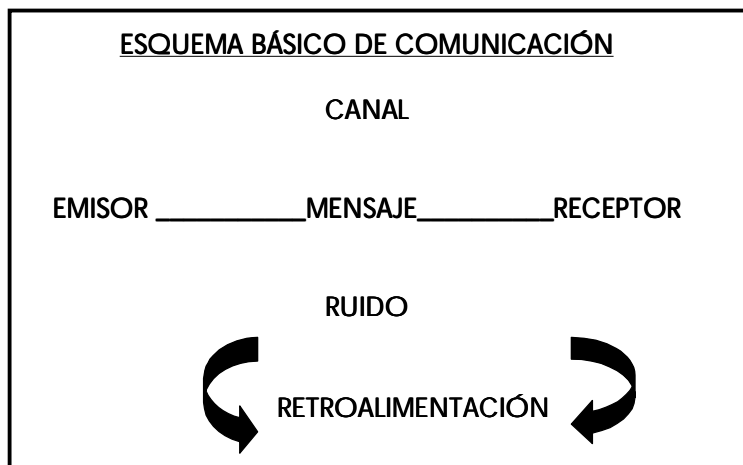 ESQUEMA BÁSICO DE COMUNICACIÓN
CANAL
EMISOR ___________MENSAJE__________RECEPTOR
RUIDO
RETROALIMENTACIÓN